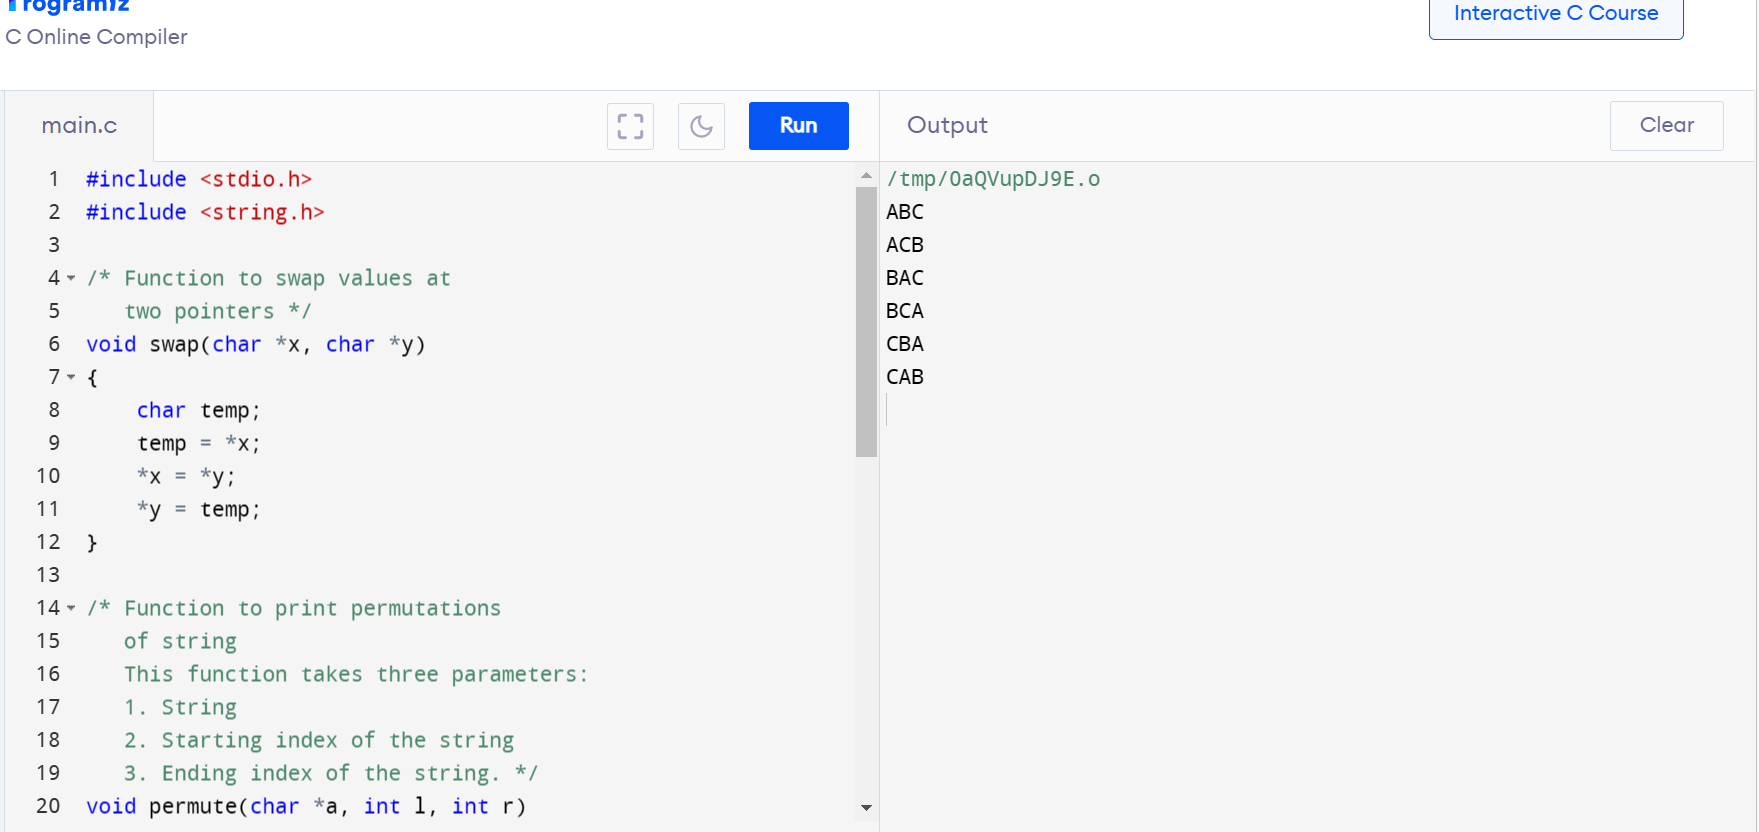 Programiz
C Online Compiler
Interactive C Course
main.c
Run
Output
Clear
1 #include <stdio.h>
2 #include <string.h>
3
4 /* Function to swap values at
5 two pointers */
6 void swap(char *x, char *y)
7 {
8 char temp;
9 temp = *x;
10 *x = *y;
11 *y = temp;
12 }
13
14 /* Function to print permutations
15 of string
16 This function takes three parameters:
17 1. String
18 2. Starting index of the string
19 3. Ending index of the string. */
20 void permute(char *a, int l, int r)
/tmp/OaQVupDJ9E.o
ABC
ACB
BAC
BCA
CBA
CAB